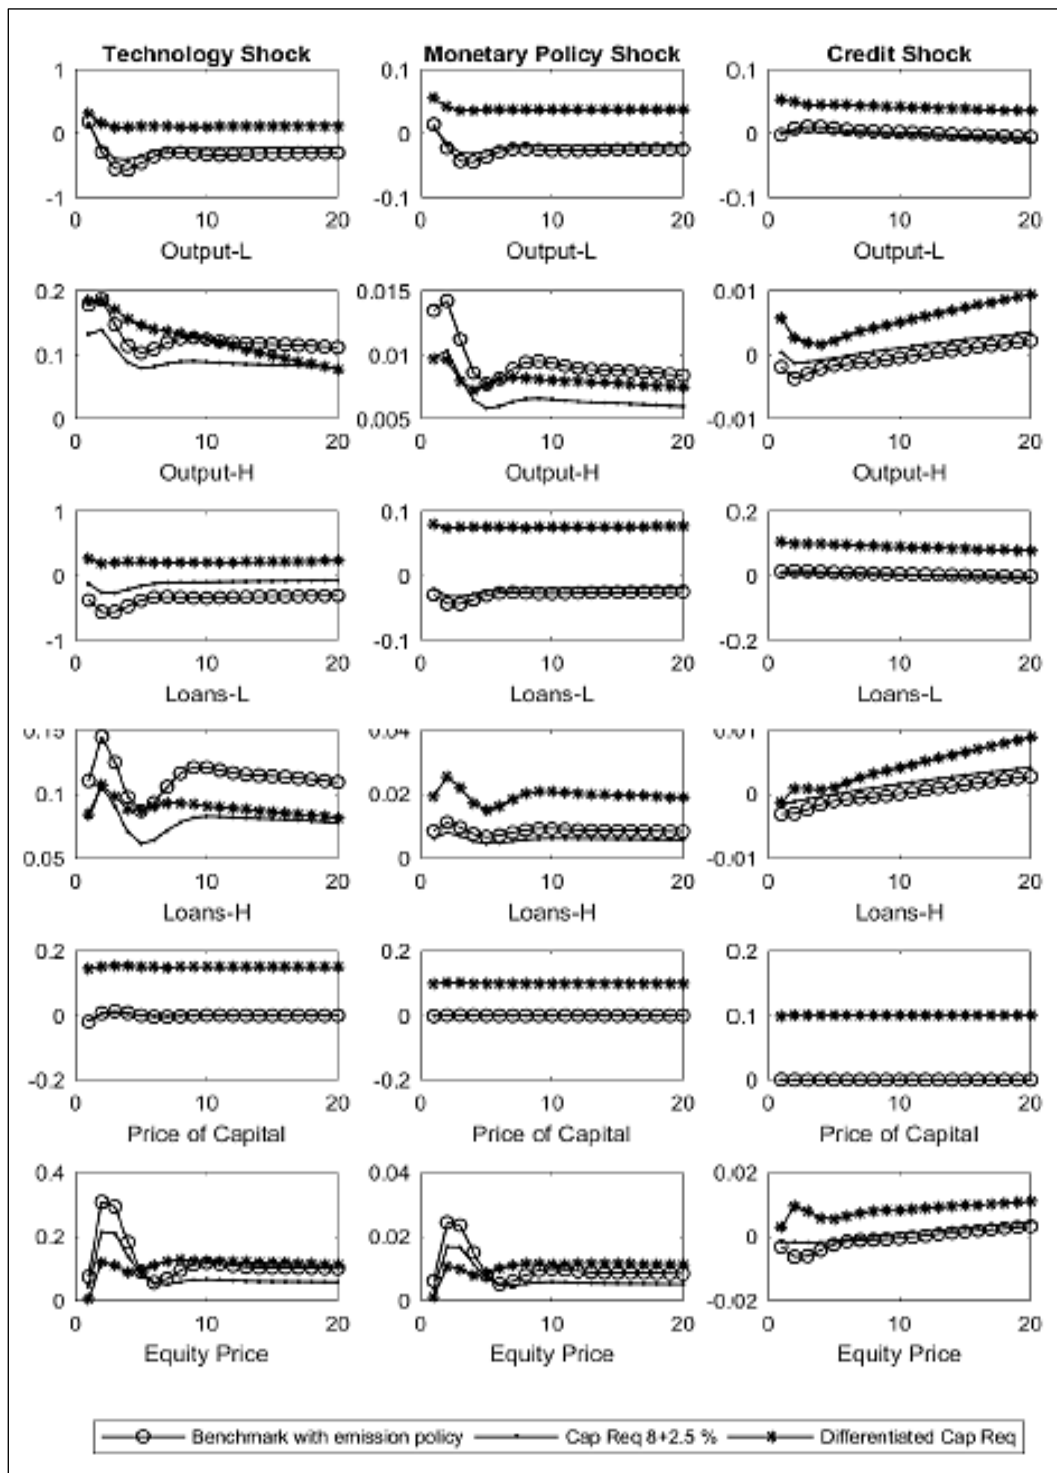 Technology Shock Monetary Policy Shock Credit Shock
1 0.1 0.1
0 0 0
-1 -0.1 -0.1
0 10 20 0 10 20 0 10 20
Output-L Output-L Output-L
0.2 0.015 0.01
0.1 0.01 0
0 0.005 -0.01
0 10 20 0 10 20 0 10 20
Output-H Output-H Output-H
1 0.1 0.2
0 0 0
-1 -0.1 -0.2
0 10 20 0 10 20 0 10 20
Loans-L Loans-L Loans-L
0.15 0.04 0.01
0.1 0.02 0
0.05 0 -0.01
0 10 20 0 10 20 0 10 20
Loans-H Loans-H Loans-H
0.2 0.2 0.2
0 0 0.1
-0.2 -0.2 0
0 10 20 0 10 20 0 10 20
Price of Capital Price of Capital Price of Capital
0.4 0.04 0.02
0.2 0.02 0
0 0 -0.02
0 10 20 0 10 20 0 10 20
Equity Price Equity Price Equity Price
Benchmark with emission policy Cap Req 8+2.5 % Differentiated Cap Req